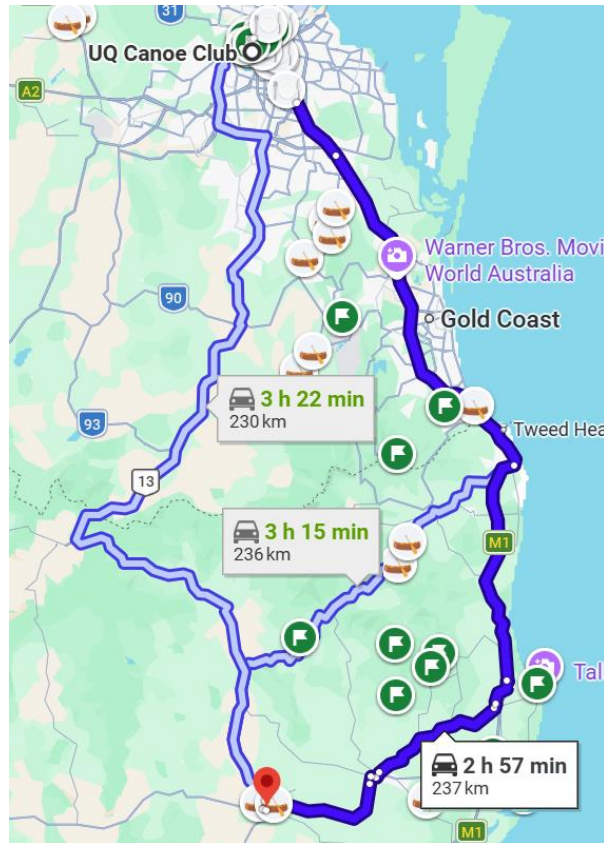 31
UQ Canoe Club
A2
Warner Bros. Movi
World Australia
90
Gold Coast
3 h 22 min
230 km
93
Tweed Hea
13
3 h 15 min
236 km
M1
Tal
2 h 57 min
237 km
M1